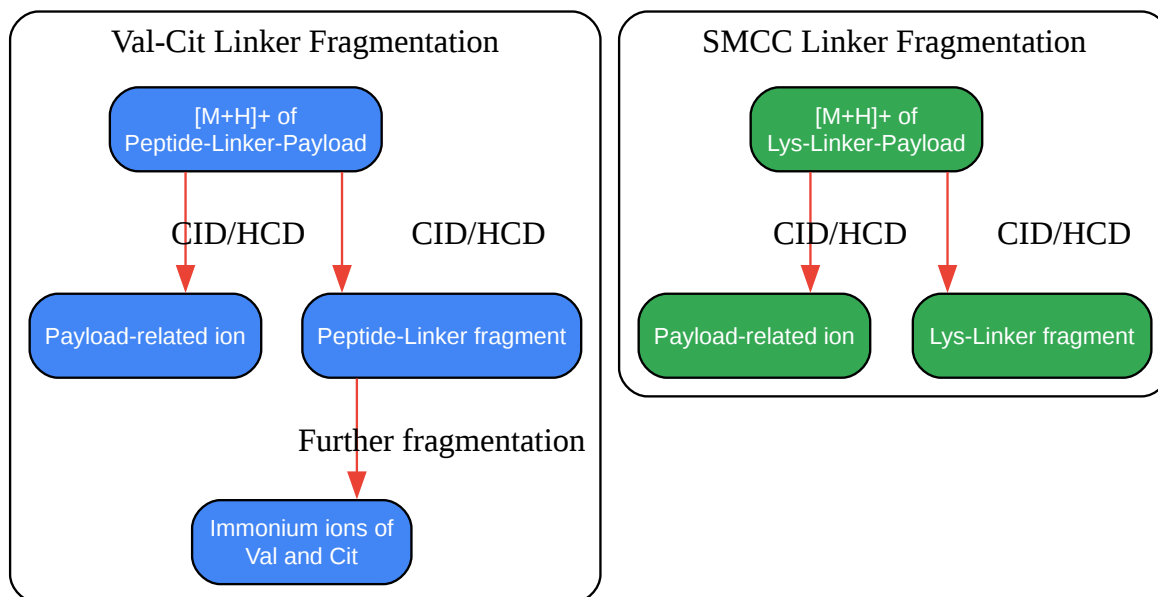 Val-Cit Linker Fragmentation
[M+H]+ of
Peptide-Linker-Payload
CID/HCD
CID/HCD
Payload-related ion
Peptide-Linker fragment
Further fragmentation
Immonium ions of
Val and Cit
SMCC Linker Fragmentation
[M+H]+ of
Lys-Linker-Payload
CID/HCD
CID/HCD
Payload-related ion
Lys-Linker fragment